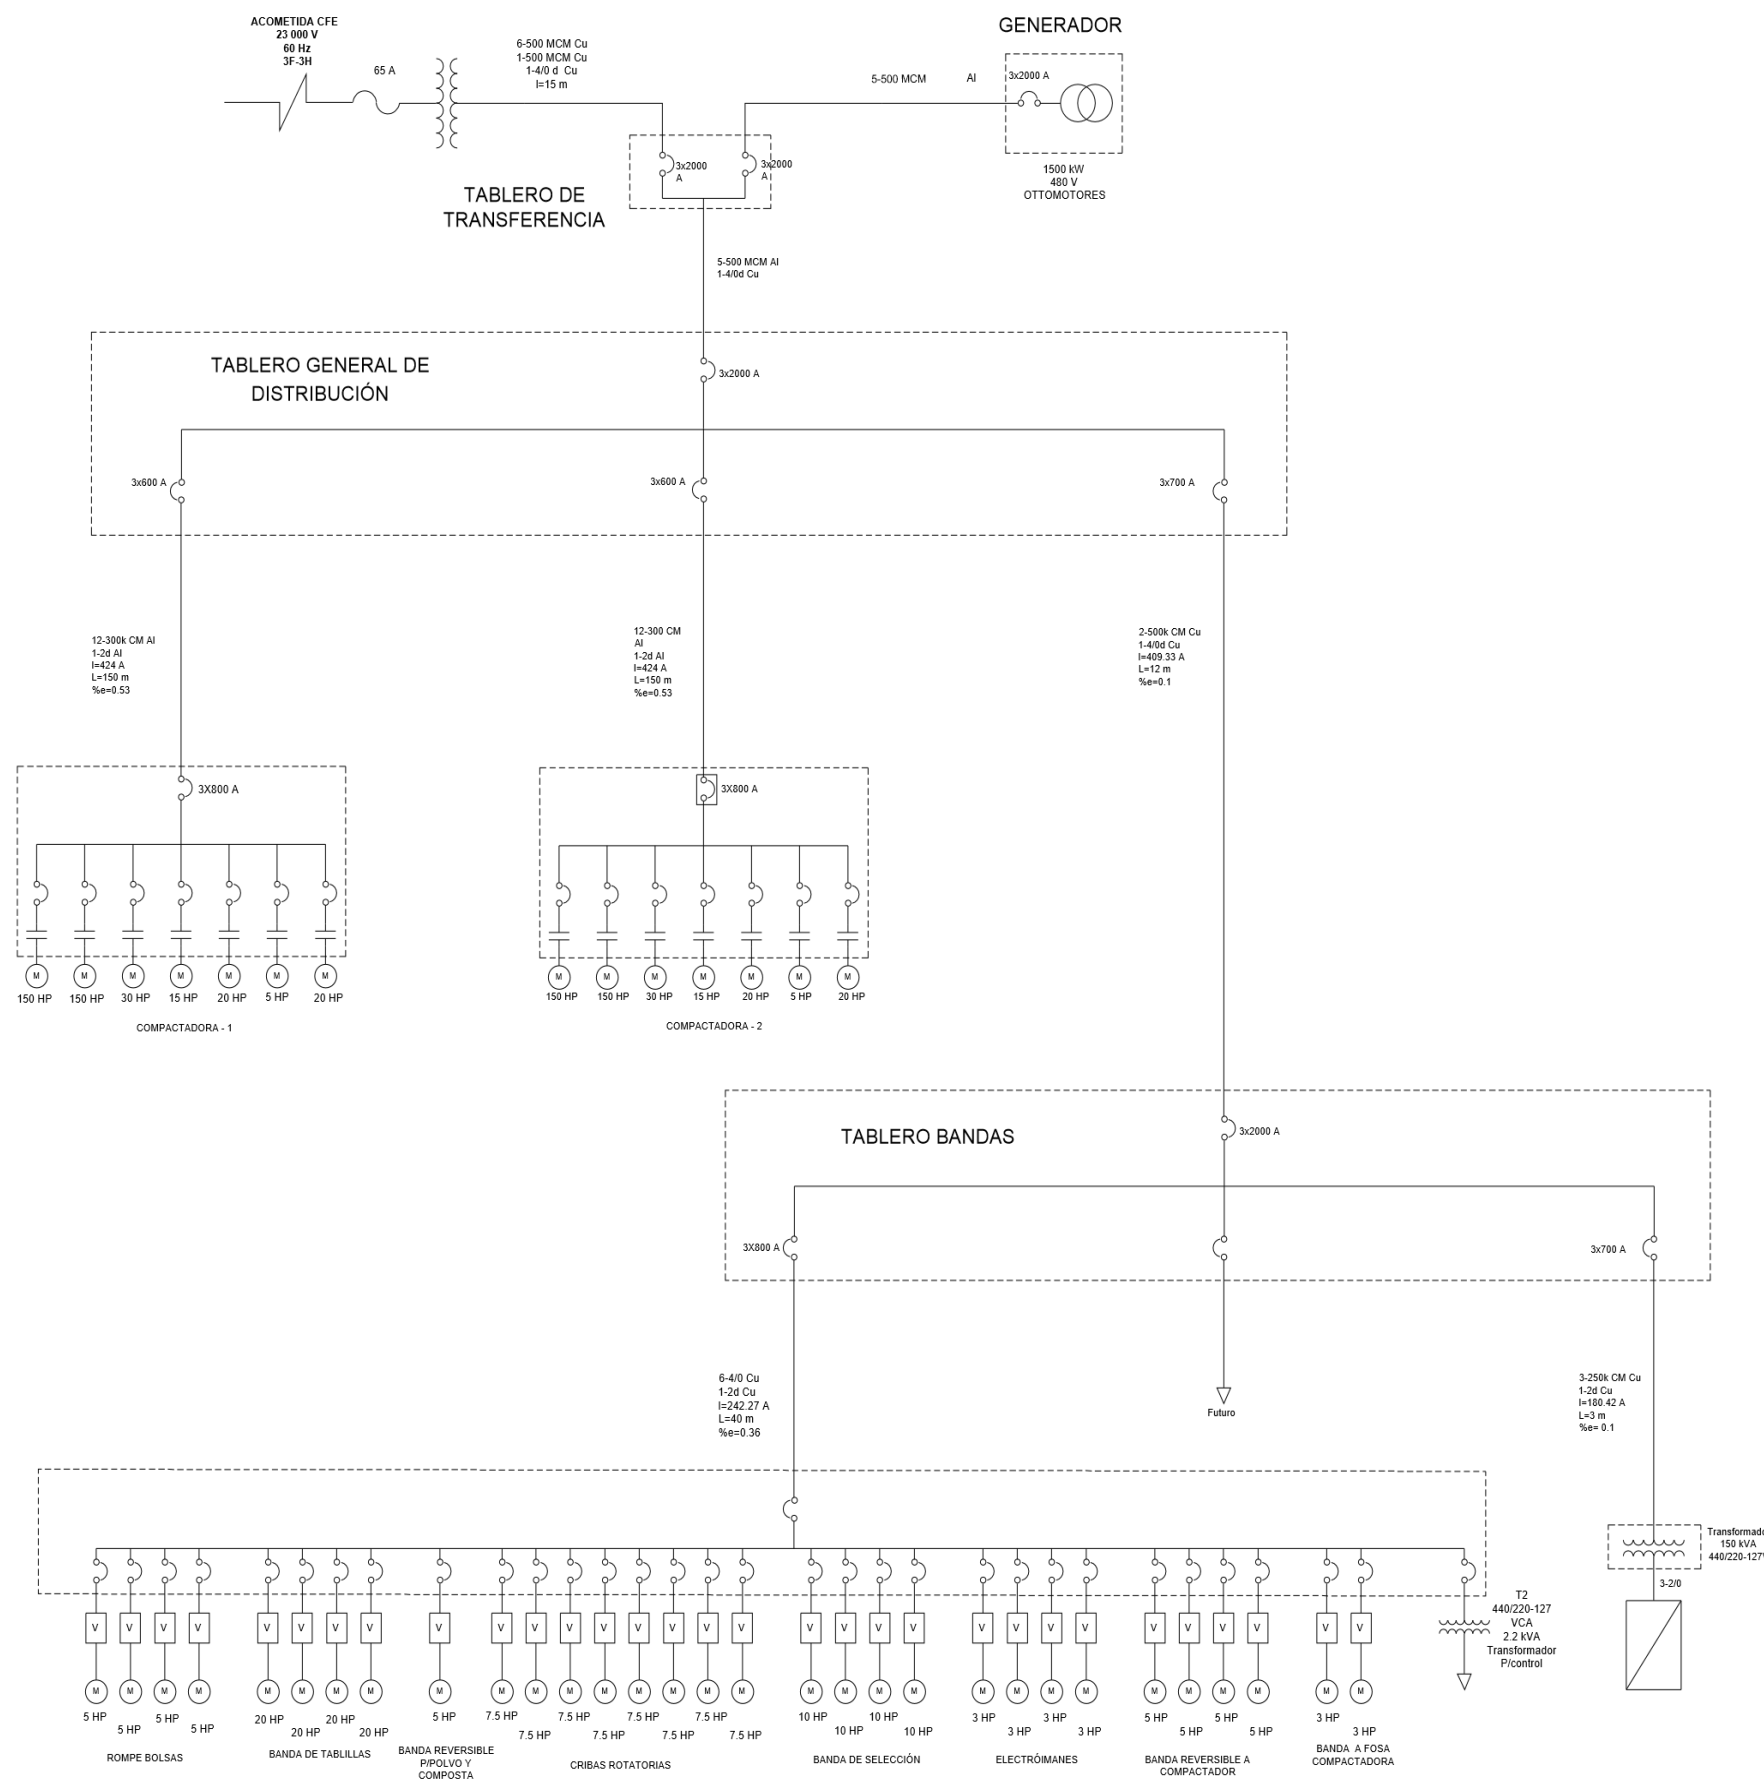 ACOMETIDA CFE
23 000 V
60 Hz
3F-3H
65 A
6-500 MCM Cu
1-500 MCM Cu
1-4/0 d Cu
l=15 m
GENERADOR
5-500 MCM Al
3x2000 A
1500 kW
480 V
OTTOMOTORES
3x2000
A
3x2000
A
TABLERO DE
TRANSFERENCIA
5-500 MCM Al
1-4/0d Cu
TABLERO GENERAL DE
DISTRIBUCIÓN
3x2000 A
3x600 A
3x600 A
3x700 A
12-300k CM Al
1-2d Al
I=424 A
L=150 m
%e=0.53
12-300 CM
Al
1-2d Al
I=424 A
L=150 m
%e=0.53
2-500k CM Cu
1-4/0d Cu
I=409.33 A
L=12 m
%e=0.1
3X800 A
M M M M M M M
150 HP 150 HP 30 HP 15 HP 20 HP 5 HP 20 HP
COMPACTADORA - 1
3X800 A
M M M M M M M
150 HP 150 HP 30 HP 15 HP 20 HP 5 HP 20 HP
COMPACTADORA - 2
TABLERO BANDAS
3x2000 A
3X800 A
3x700 A
6-4/0 Cu
1-2d Cu
I=242.27 A
L=40 m
%e=0.36
Futuro
3-250k CM Cu
1-2d Cu
I=180.42 A
L=3 m
%e= 0.1
Transformado
150 kVA
440/220-127V
3-2/0
V V V V
M M M M
5 HP 5 HP 5 HP 5 HP
ROMPE BOLSAS
V V V V
M M M M
20 HP 20 HP 20 HP 20 HP
BANDA DE TABLILLAS
V
M
5 HP
BANDA REVERSIBLE
P/POLVO Y
COMPOSTA
V V V V V V V V
M M M M M M M M
7.5 HP 7.5 HP 7.5 HP 7.5 HP 7.5 HP 7.5 HP 7.5 HP 7.5 HP
CRIBAS ROTATORIAS
V V V V
M M M M
10 HP 10 HP 10 HP 10 HP
BANDA DE SELECCIÓN
V V V V
M M M M
3 HP 3 HP 3 HP 3 HP
ELECTRÓIMANES
V V V V
M M M M
5 HP 5 HP 5 HP 5 HP
BANDA REVERSIBLE A
COMPACTADOR
V V
M M
3 HP 3 HP
BANDA A FOSA
COMPACTADORA
T2
440/220-127
VCA
2.2 kVA
Transformador
P/control